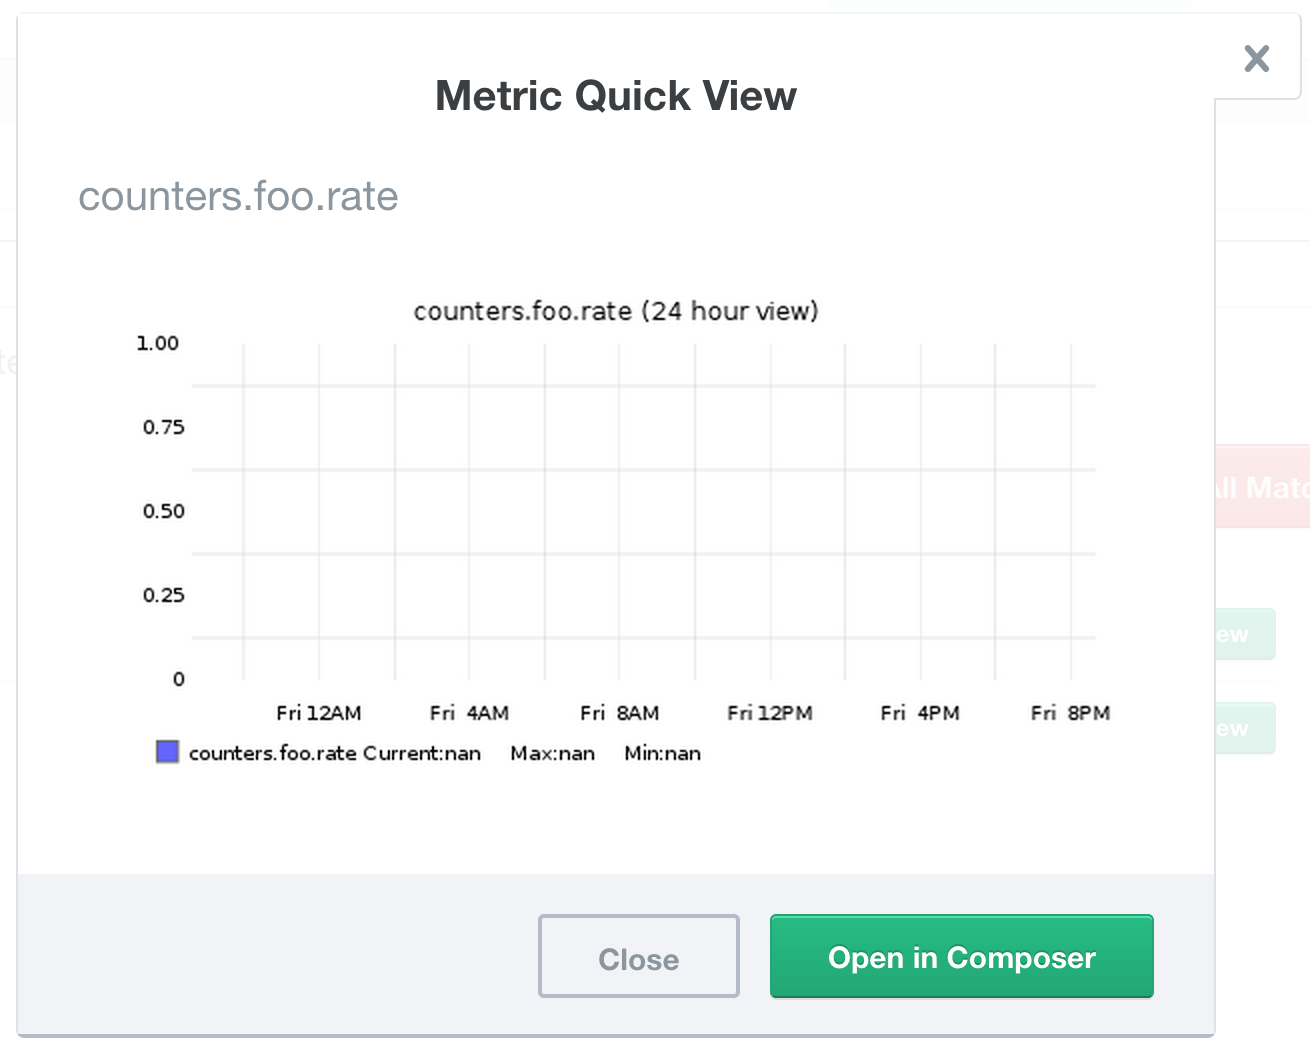 Metric Quick View
counters.foo.rate
counters.foo.rate (24 hour view)
1.00
0.75
0.50
0.25
0
Fri 12AM Fri 4AM Fri 8AM Fri 12PM Fri 4PM Fri 8PM
counters.foo.rate Current:nan Max:nan Min:nan
Close
Open in Composer